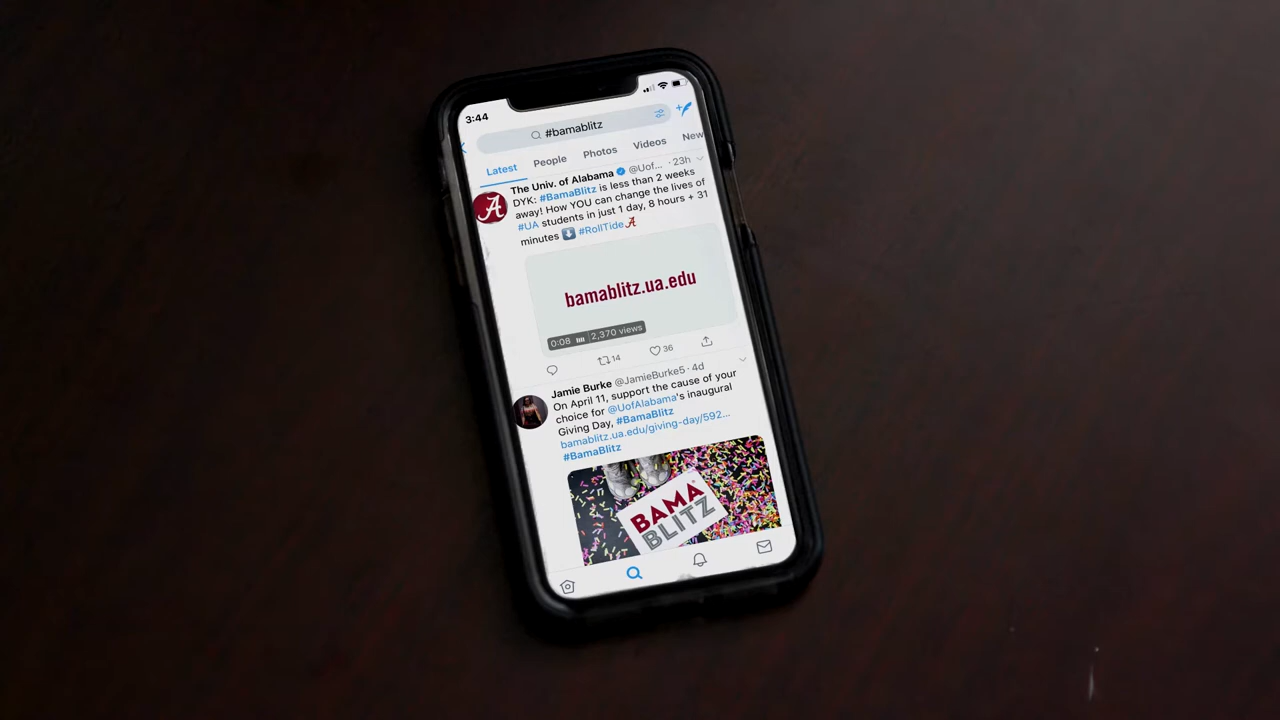 3:44
#bamablitz
Latest People Photos Videos New
The Univ. of Alabama @Uof... · 23h
DYK: #BamaBlitz is less than 2 weeks
away! How YOU can change the lives of
#UA students in just 1 day, 8 hours + 31
minutes ⬇️ #RollTide
bamablitz.ua.edu
0:08 2,370 views
14 36
Jamie Burke @JamieBurke5 · 4d
On April 11, support the cause of your
choice for @UofAlabama's inaugural
Giving Day, #BamaBlitz
bamablitz.ua.edu/giving-day/592...
#BamaBlitz
BAMA
BLITZ